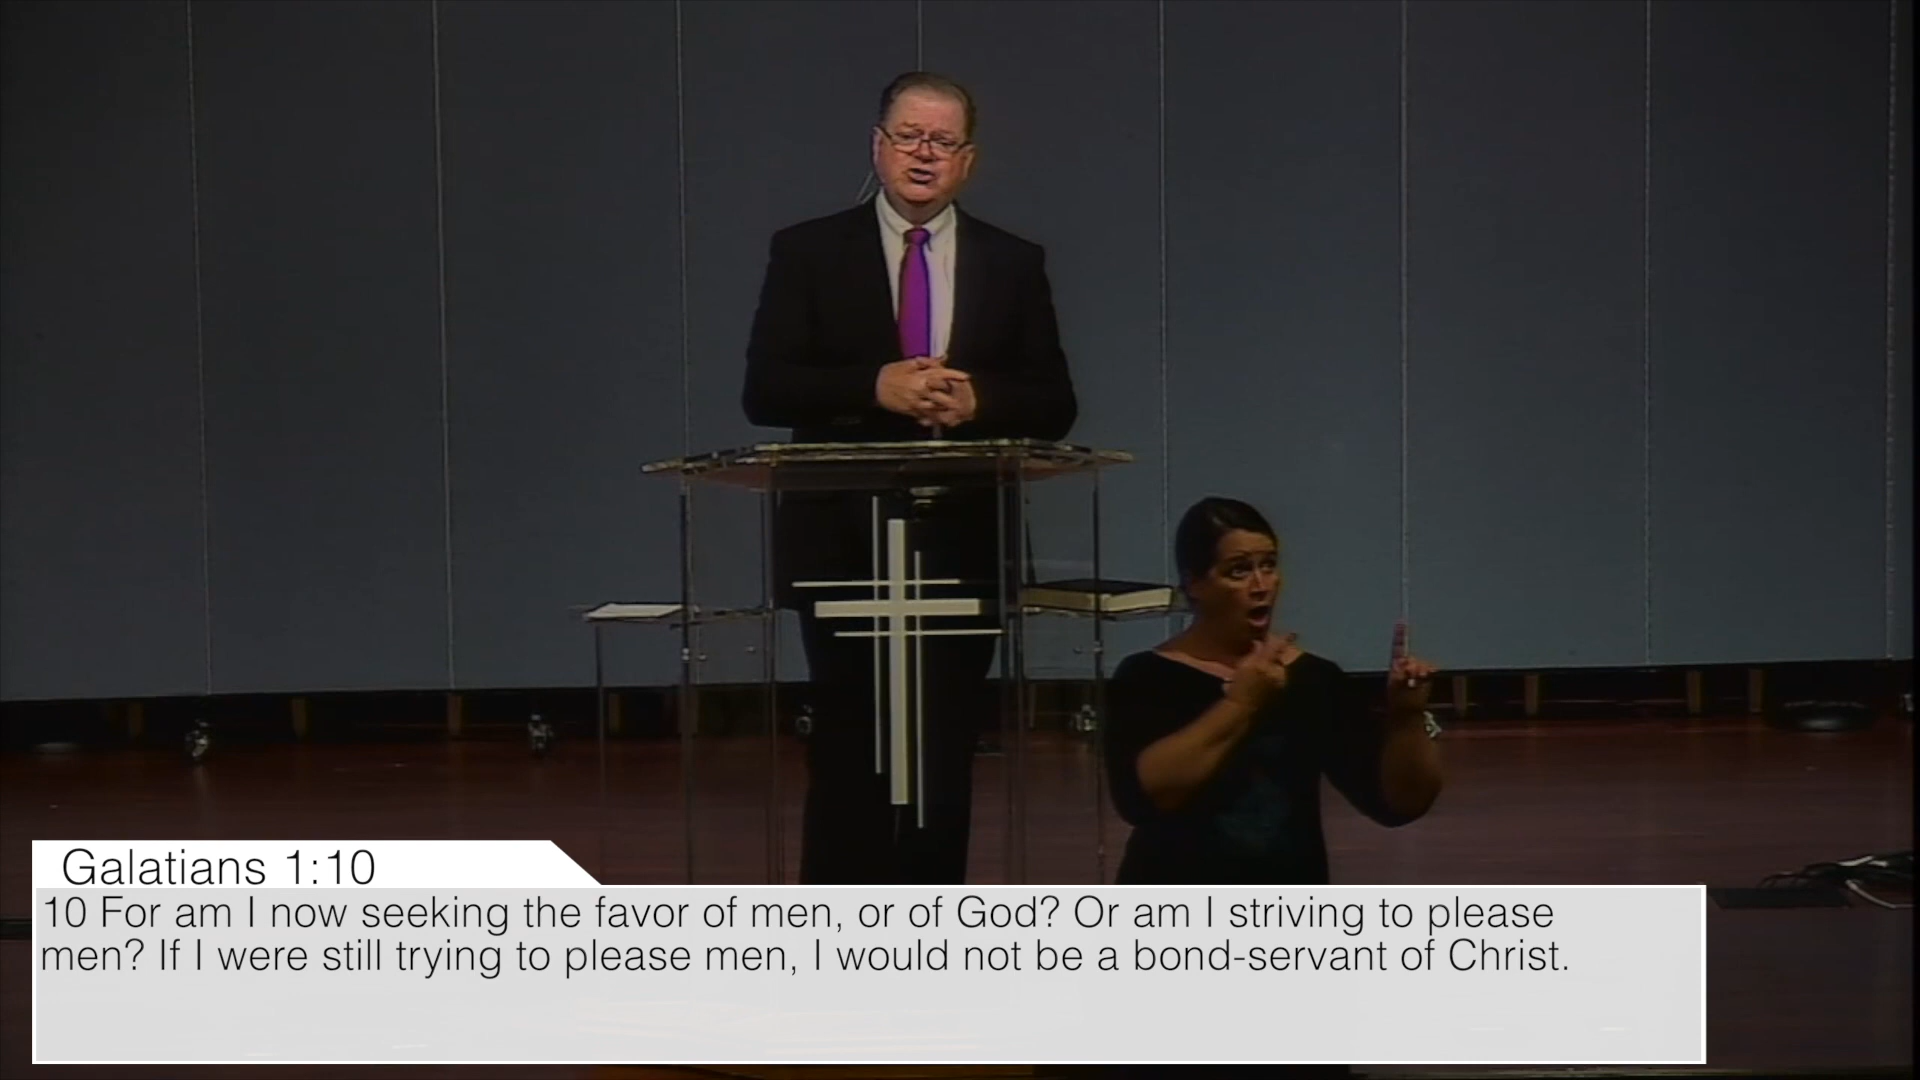 Galatians 1:10
10 For am I now seeking the favor of men, or of God? Or am I striving to please
men? If I were still trying to please men, I would not be a bond-servant of Christ.